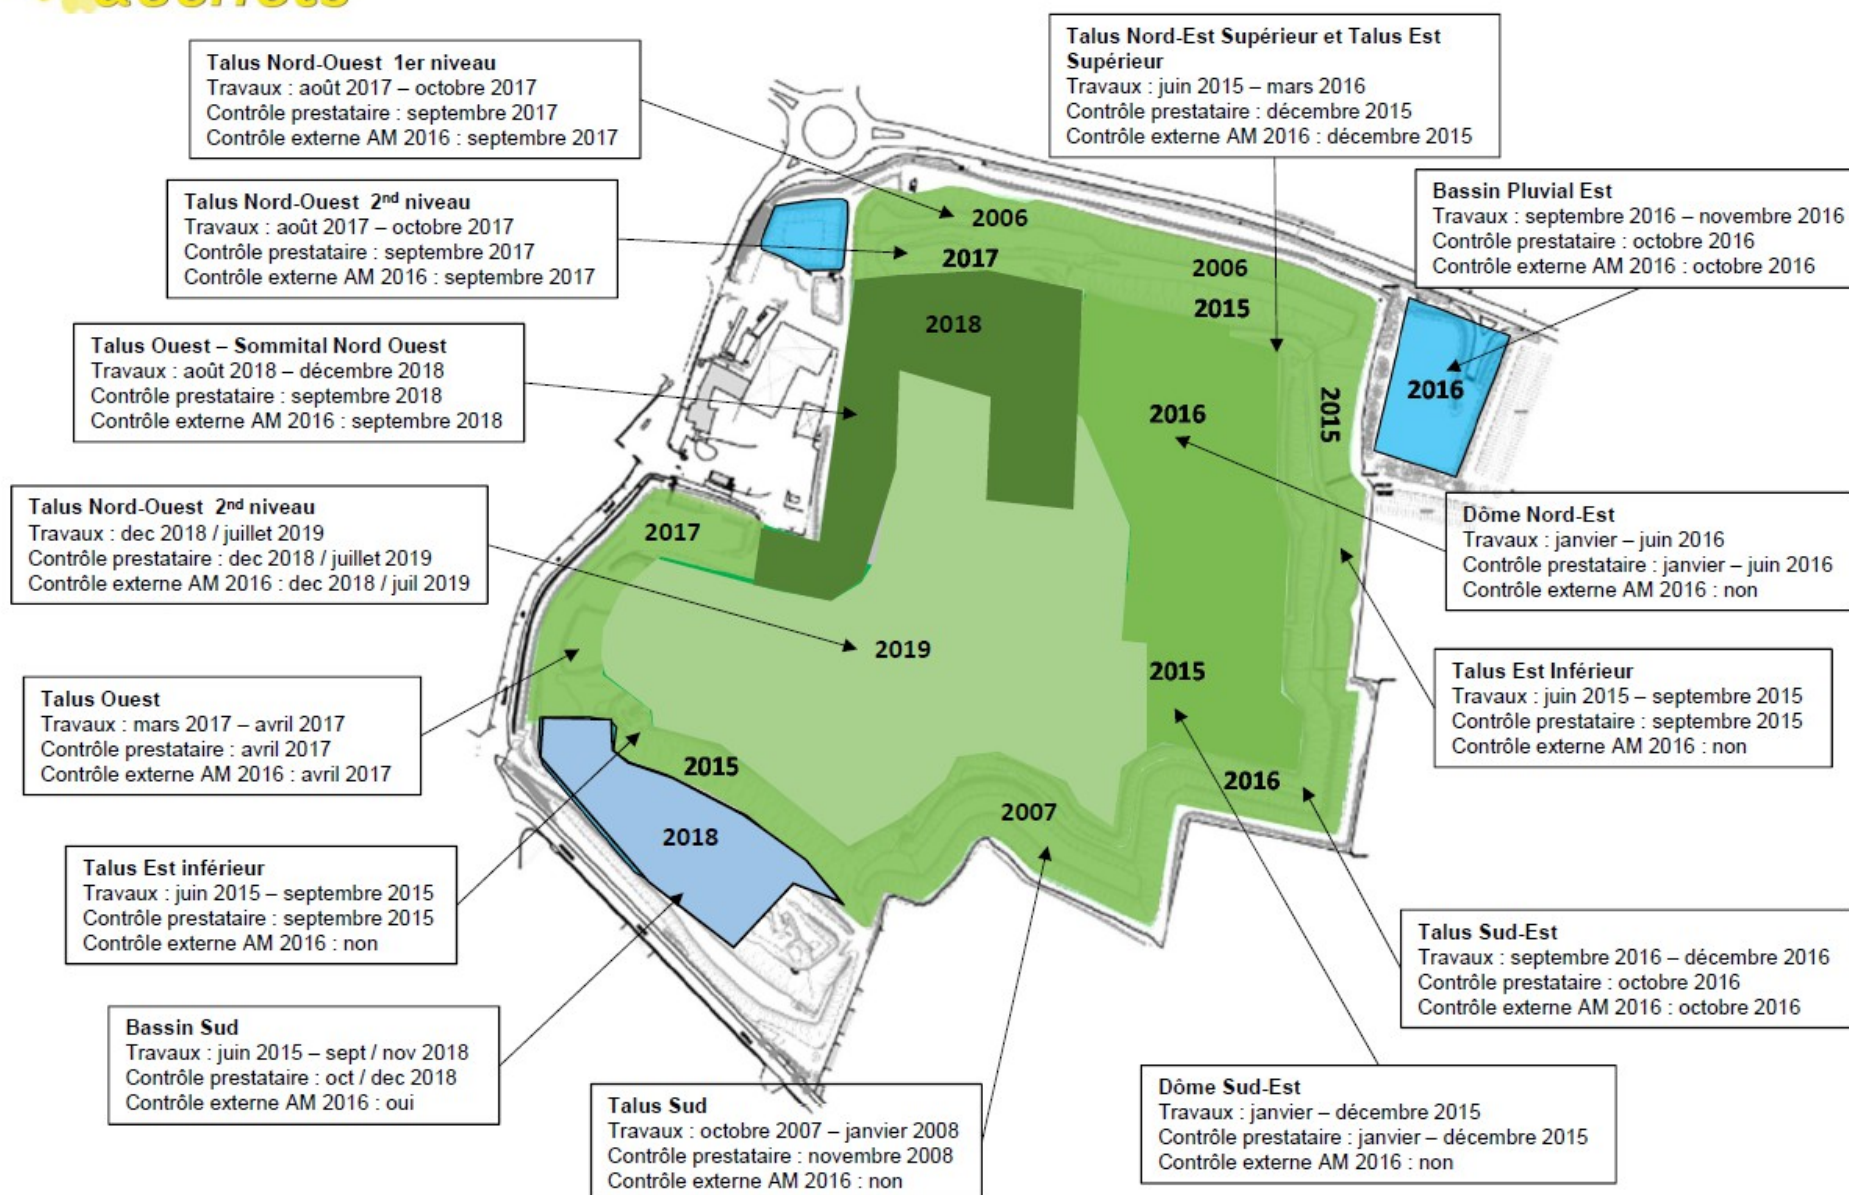 Talus Nord-Ouest 1er niveau
Travaux : août 2017 – octobre 2017
Contrôle prestataire : septembre 2017
Contrôle externe AM 2016 : septembre 2017
Talus Nord-Est Supérieur et Talus Est
Supérieur
Travaux : juin 2015 – mars 2016
Contrôle prestataire : décembre 2015
Contrôle externe AM 2016 : décembre 2015
Talus Nord-Ouest 2nd niveau
Travaux : août 2017 – octobre 2017
Contrôle prestataire : septembre 2017
Contrôle externe AM 2016 : septembre 2017
Bassin Pluvial Est
Travaux : septembre 2016 – novembre 2016
Contrôle prestataire : octobre 2016
Contrôle externe AM 2016 : octobre 2016
2006
2017
2006
2015
2018
2016
2015
2016
Talus Ouest – Sommital Nord Ouest
Travaux : août 2018 – décembre 2018
Contrôle prestataire : septembre 2018
Contrôle externe AM 2016 : septembre 2018
Talus Nord-Ouest 2nd niveau
Travaux : dec 2018 / juillet 2019
Contrôle prestataire : dec 2018 / juillet 2019
Contrôle externe AM 2016 : dec 2018 / juil 2019
2017
Dôme Nord-Est
Travaux : janvier – juin 2016
Contrôle prestataire : janvier – juin 2016
Contrôle externe AM 2016 : non
2019
2015
Talus Ouest
Travaux : mars 2017 – avril 2017
Contrôle prestataire : avril 2017
Contrôle externe AM 2016 : avril 2017
Talus Est Inférieur
Travaux : juin 2015 – septembre 2015
Contrôle prestataire : septembre 2015
Contrôle externe AM 2016 : non
2015
2016
2007
2018
Talus Est inférieur
Travaux : juin 2015 – septembre 2015
Contrôle prestataire : septembre 2015
Contrôle externe AM 2016 : non
Talus Sud-Est
Travaux : septembre 2016 – décembre 2016
Contrôle prestataire : octobre 2016
Contrôle externe AM 2016 : octobre 2016
Bassin Sud
Travaux : juin 2015 – sept / nov 2018
Contrôle prestataire : oct / dec 2018
Contrôle externe AM 2016 : oui
Talus Sud
Travaux : octobre 2007 – janvier 2008
Contrôle prestataire : novembre 2008
Contrôle externe AM 2016 : non
Dôme Sud-Est
Travaux : janvier – décembre 2015
Contrôle prestataire : janvier – décembre 2015
Contrôle externe AM 2016 : non